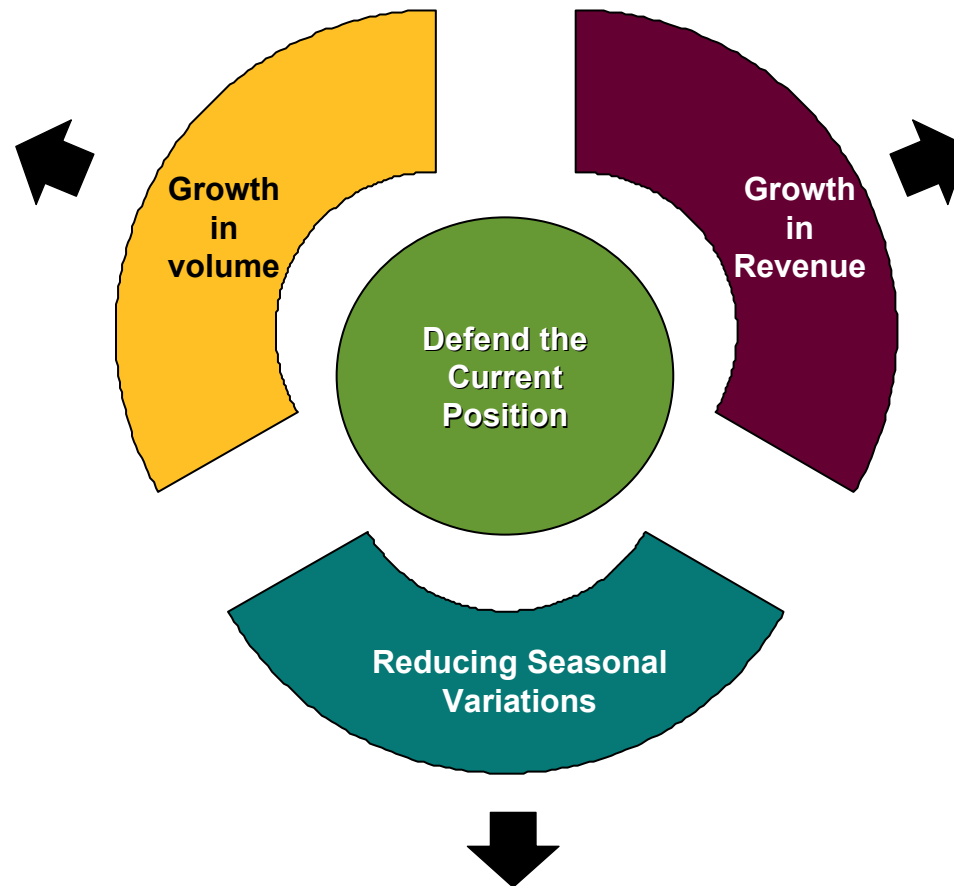 Growth
in
volume
Growth
in
Revenue
Defend the
Current
Position
Reducing Seasonal
Variations